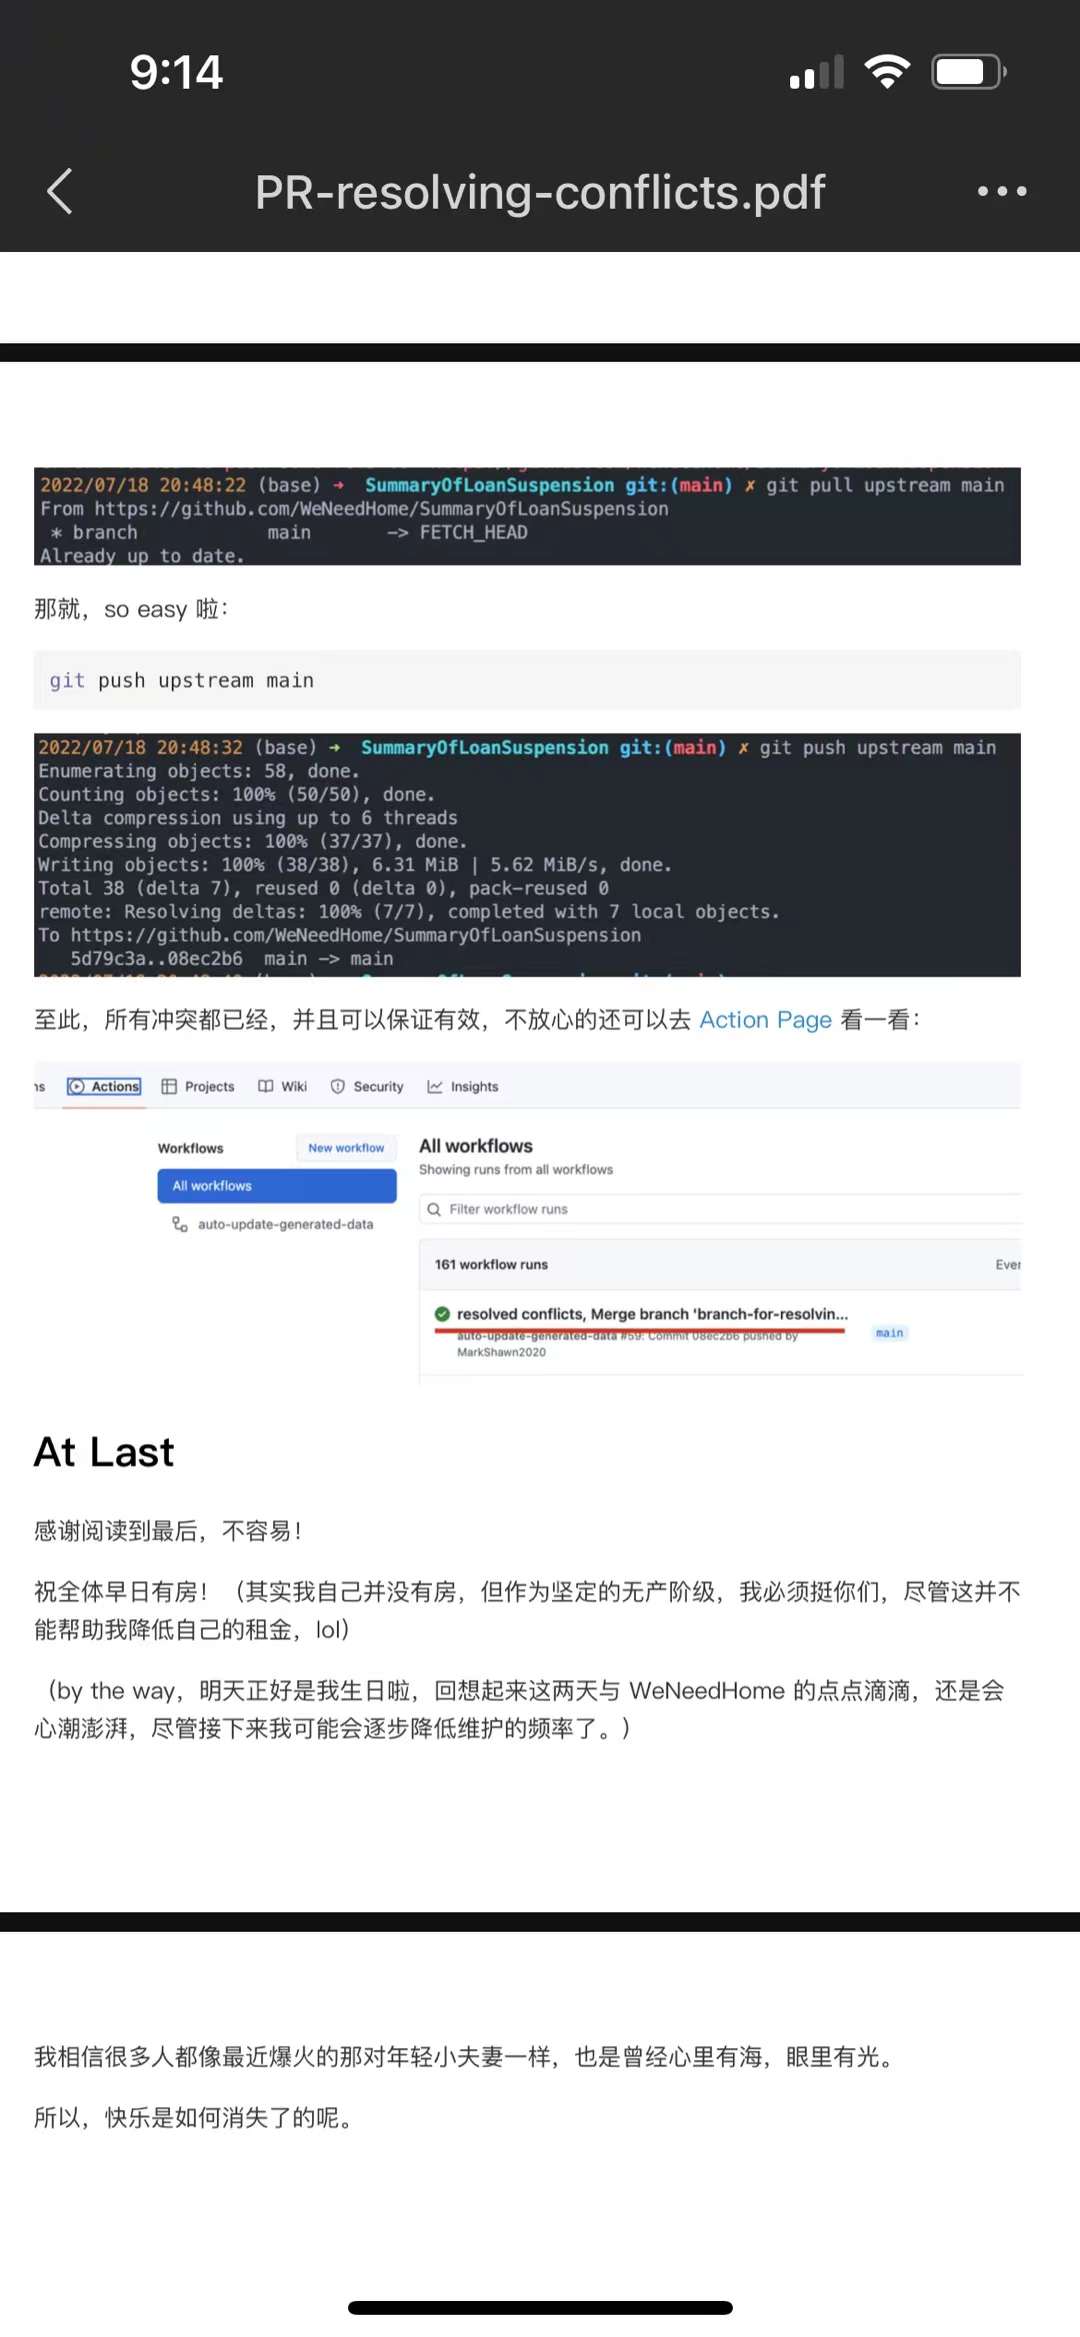 9:14
PR-resolving-conflicts.pdf
2022/07/18 20:48:22 (base) → SummaryOfLoanSuspension git:(main) ✗ git pull upstream main
From https://github.com/WeNeedHome/SummaryOfLoanSuspension
* branch main -> FETCH_HEAD
Already up to date.
那就，so easy 啦：
git push upstream main
2022/07/18 20:48:32 (base) → SummaryOfLoanSuspension git:(main) ✗ git push upstream main
Enumerating objects: 58, done.
Counting objects: 100% (50/50), done.
Delta compression using up to 6 threads
Compressing objects: 100% (37/37), done.
Writing objects: 100% (38/38), 6.31 MiB | 5.62 MiB/s, done.
Total 38 (delta 7), reused 0 (delta 0), pack-reused 0
remote: Resolving deltas: 100% (7/7), completed with 7 local objects.
To https://github.com/WeNeedHome/SummaryOfLoanSuspension
5d79c3a..08ec2b6 main -> main
至此，所有冲突都已经，并且可以保证有效，不放心的还可以去 Action Page 看一看：
ns Actions Projects Wiki Security Insights
Workflows New workflow
All workflows
auto-update-generated-data
All workflows
Showing runs from all workflows
Filter workflow runs
161 workflow runs Ever
resolved conflicts, Merge branch 'branch-for-resolvin...
auto-update-generated-data #59: Commit 08ec2b6 pushed by
MarkShawn2020
main
At Last
感谢阅读到最后，不容易！
祝全体早日有房！（其实我自己并没有房，但作为坚定的无产阶级，我必须挺你们，尽管这并不
能帮助我降低自己的租金，lol）
（by the way，明天正好是我生日啦，回想起来这两天与 WeNeedHome 的点点滴滴，还是会
心潮澎湃，尽管接下来我可能会逐步降低维护的频率了。）
我相信很多人都像最近爆火的那对年轻小夫妻一样，也是曾经心里有海，眼里有光。
所以，快乐是如何消失了的呢。